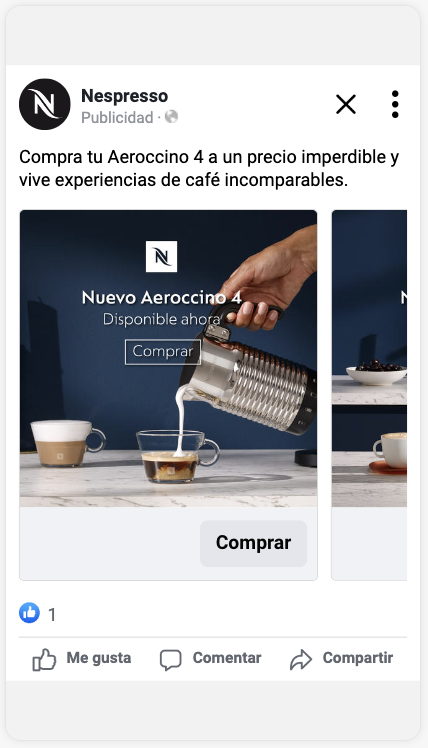 Nespresso
Publicidad ·
Compra tu Aeroccino 4 a un precio imperdible y
vive experiencias de café incomparables.
N
Nuevo Aeroccino 4
Disponible ahora
Comprar
N
Comprar
1
Me gusta Comentar Compartir